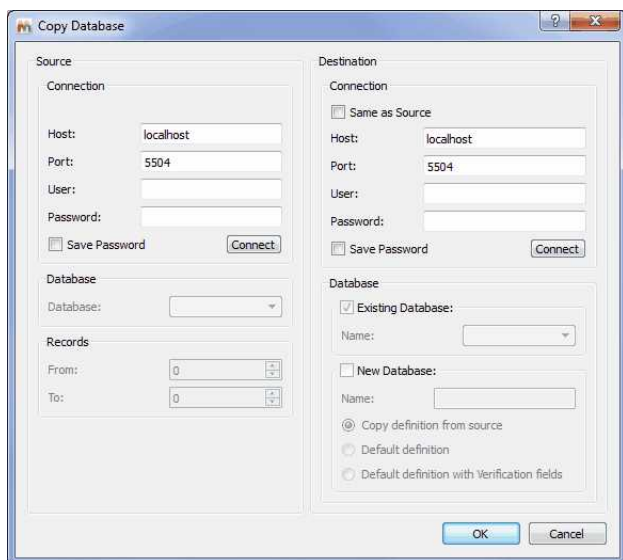 Copy Database
Source
Connection
Host: localhost
Port: 5504
User:
Password:
Save Password Connect
Database
Database:
Records
From: 0
To: 0
Destination
Connection
Same as Source
Host: localhost
Port: 5504
User:
Password:
Save Password Connect
Database
Existing Database:
Name:
New Database:
Name:
Copy definition from source
Default definition
Default definition with Verification fields
OK Cancel